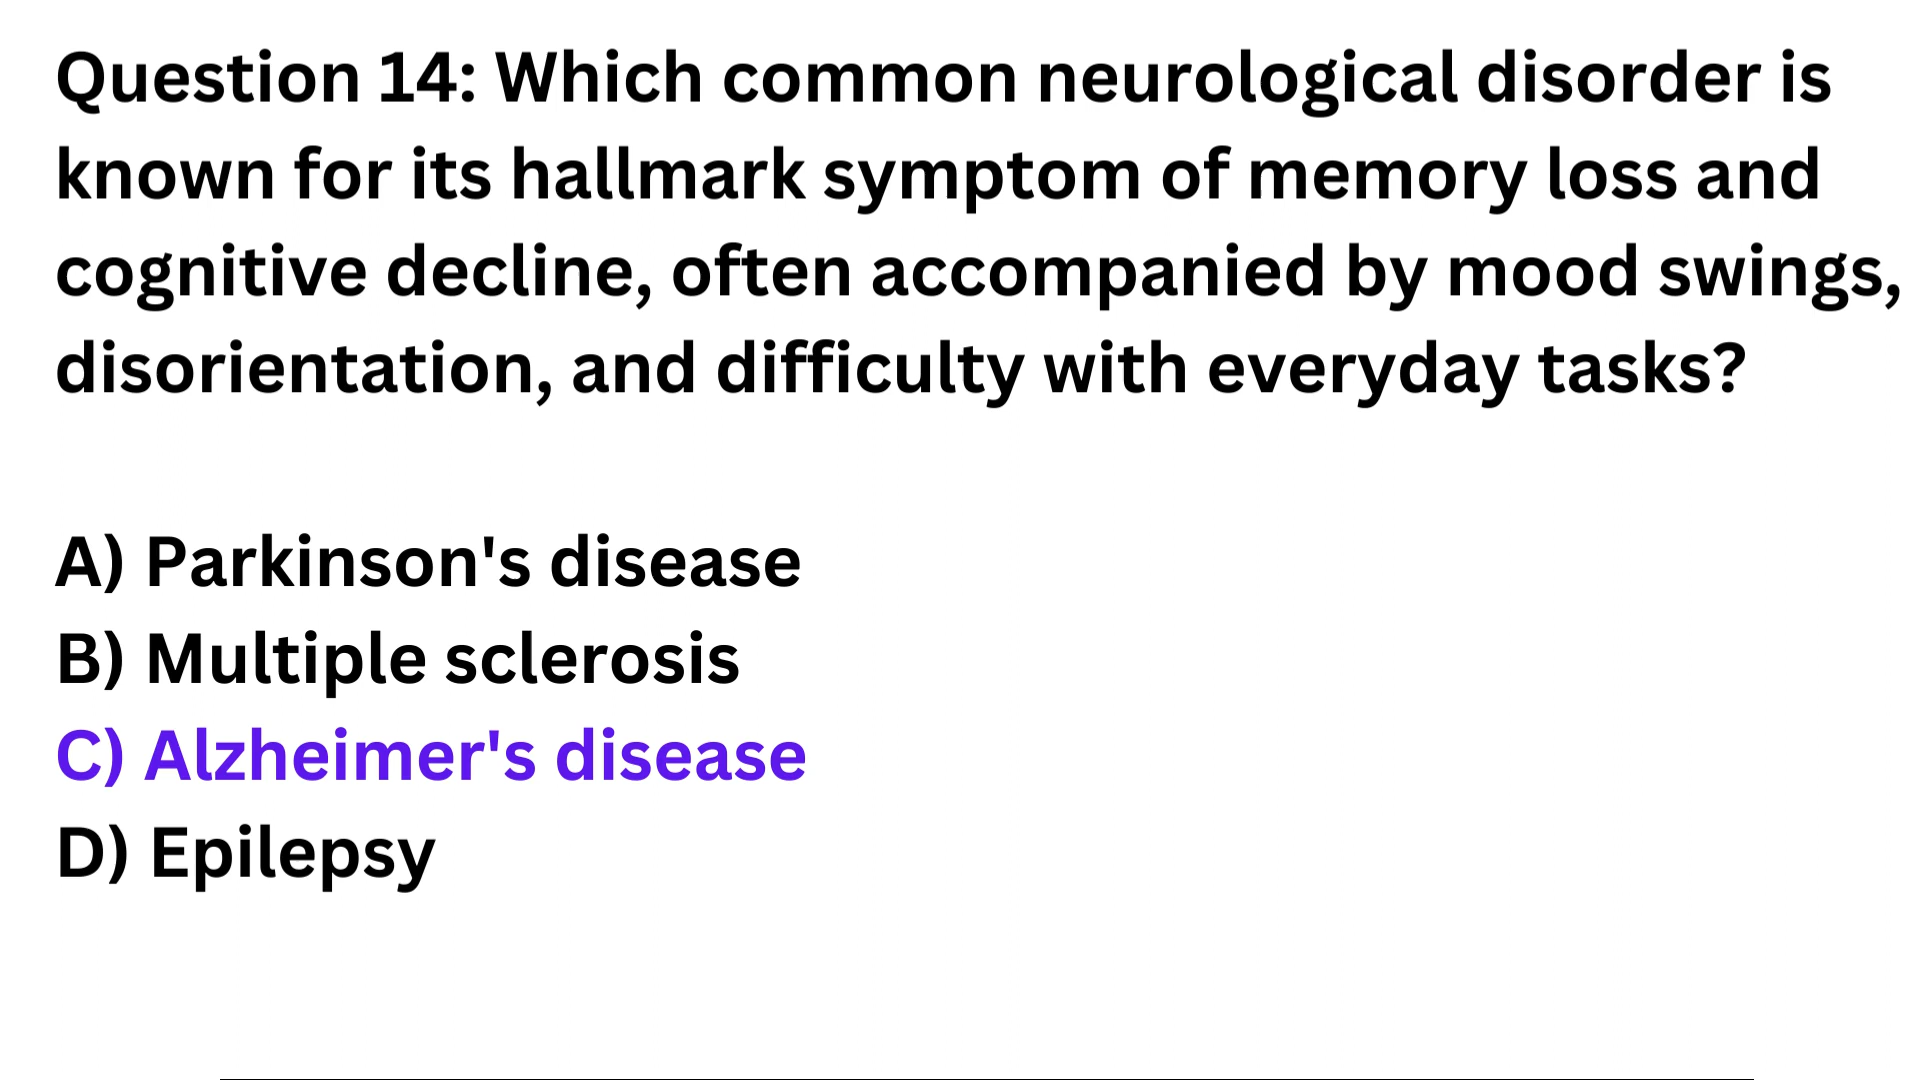 Question 14: Which common neurological disorder is
known for its hallmark symptom of memory loss and
cognitive decline, often accompanied by mood swings,
disorientation, and difficulty with everyday tasks?
A) Parkinson's disease
B) Multiple sclerosis
C) Alzheimer's disease
D) Epilepsy